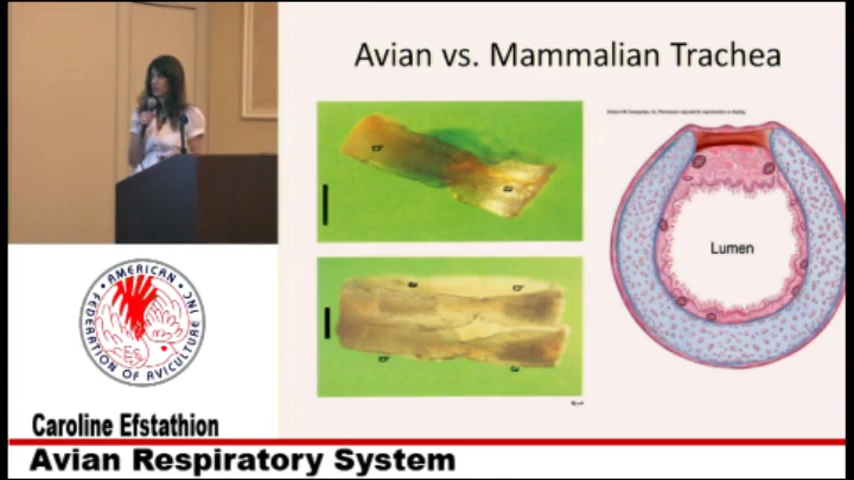 Avian vs. Mammalian Trachea
Lumen
AMERICAN
FEDERATION OF AVICULTURE INC
Caroline Efstathion
Avian Respiratory System